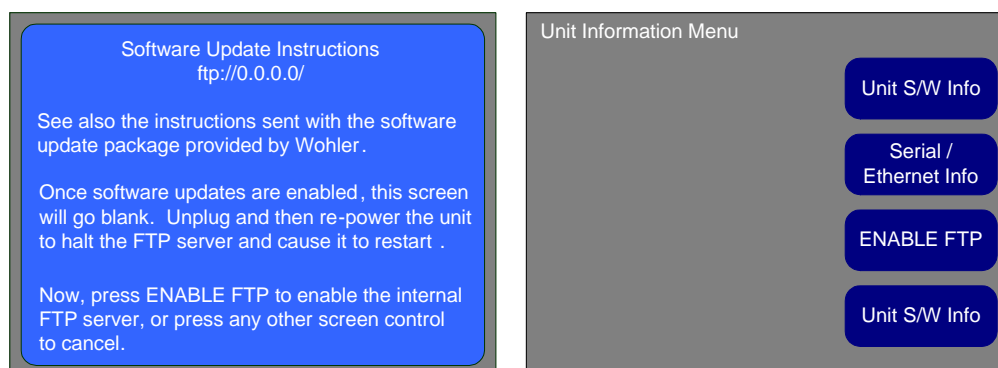 Software Update Instructions
ftp://0.0.0.0/
See also the instructions sent with the software
update package provided by Wohler.
Once software updates are enabled, this screen
will go blank. Unplug and then re-power the unit
to halt the FTP server and cause it to restart .
Now, press ENABLE FTP to enable the internal
FTP server, or press any other screen control
to cancel.
Unit Information Menu
Unit S/W Info
Serial /
Ethernet Info
ENABLE FTP
Unit S/W Info